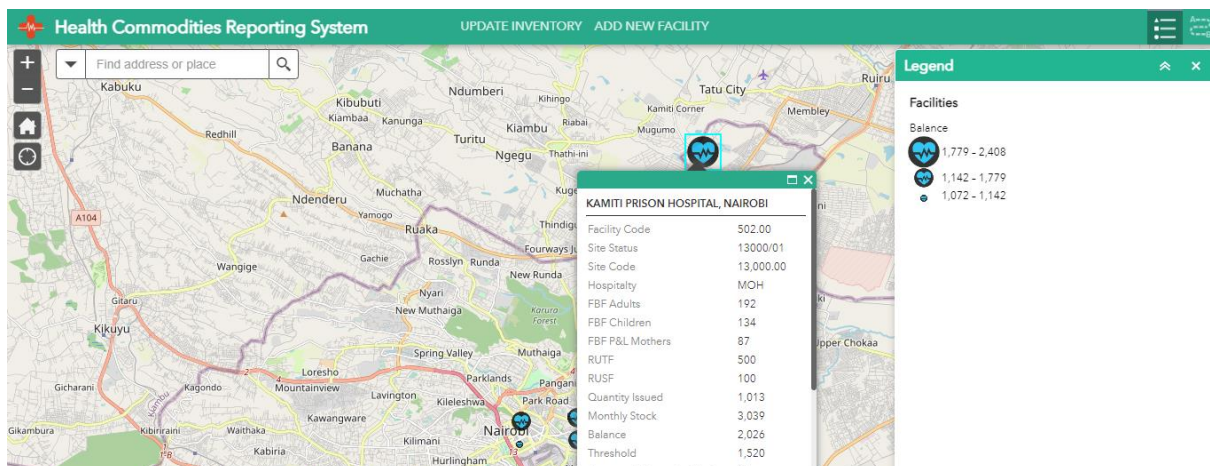 Health Commodities Reporting System
UPDATE INVENTORY
ADD NEW FACILITY
Find address or place
Legend
Facilities
Balance
1,779 - 2,408
1,142 - 1,779
1,072 - 1,142
KAMITI PRISON HOSPITAL, NAIROBI
Facility Code 502.00
Site Status 13000/01
Site Code 13,000.00
Hospitalty MOH
FBF Adults 192
FBF Children 134
FBF P&L Mothers 87
RUTF 500
RUSF 100
Quantity Issued 1,013
Monthly Stock 3,039
Balance 2,026
Threshold 1,520
Kabuku
Ndumberi
Kihingo
Tatu City
Ruiru
Kibubuti
Kiambaa
Kanunga
Kamiti Corner
Membley
Redhill
Kiambu
Riabai
Mugumo
Banana
Turitu
Ngegu
Thathi-ini
Muchatha
Ndenderu
Yamogo
A104
Ruaka
Gachie
Rosslyn
Runda
Wangige
New Runda
Gitaru
Nyari
New Muthaiga
Karura
Forest
Kikuyu
Upper Chokaa
Spring Valley
Muthaiga
Loresho
Mountainview
Parklands
Pangani
Gicharani
Kagondo
Lavington
Kileleshwa
Park Road
Kawangware
Gikambura
Kibiriraini
Waithaka
Kilimani
Kabiria
Hurlingham